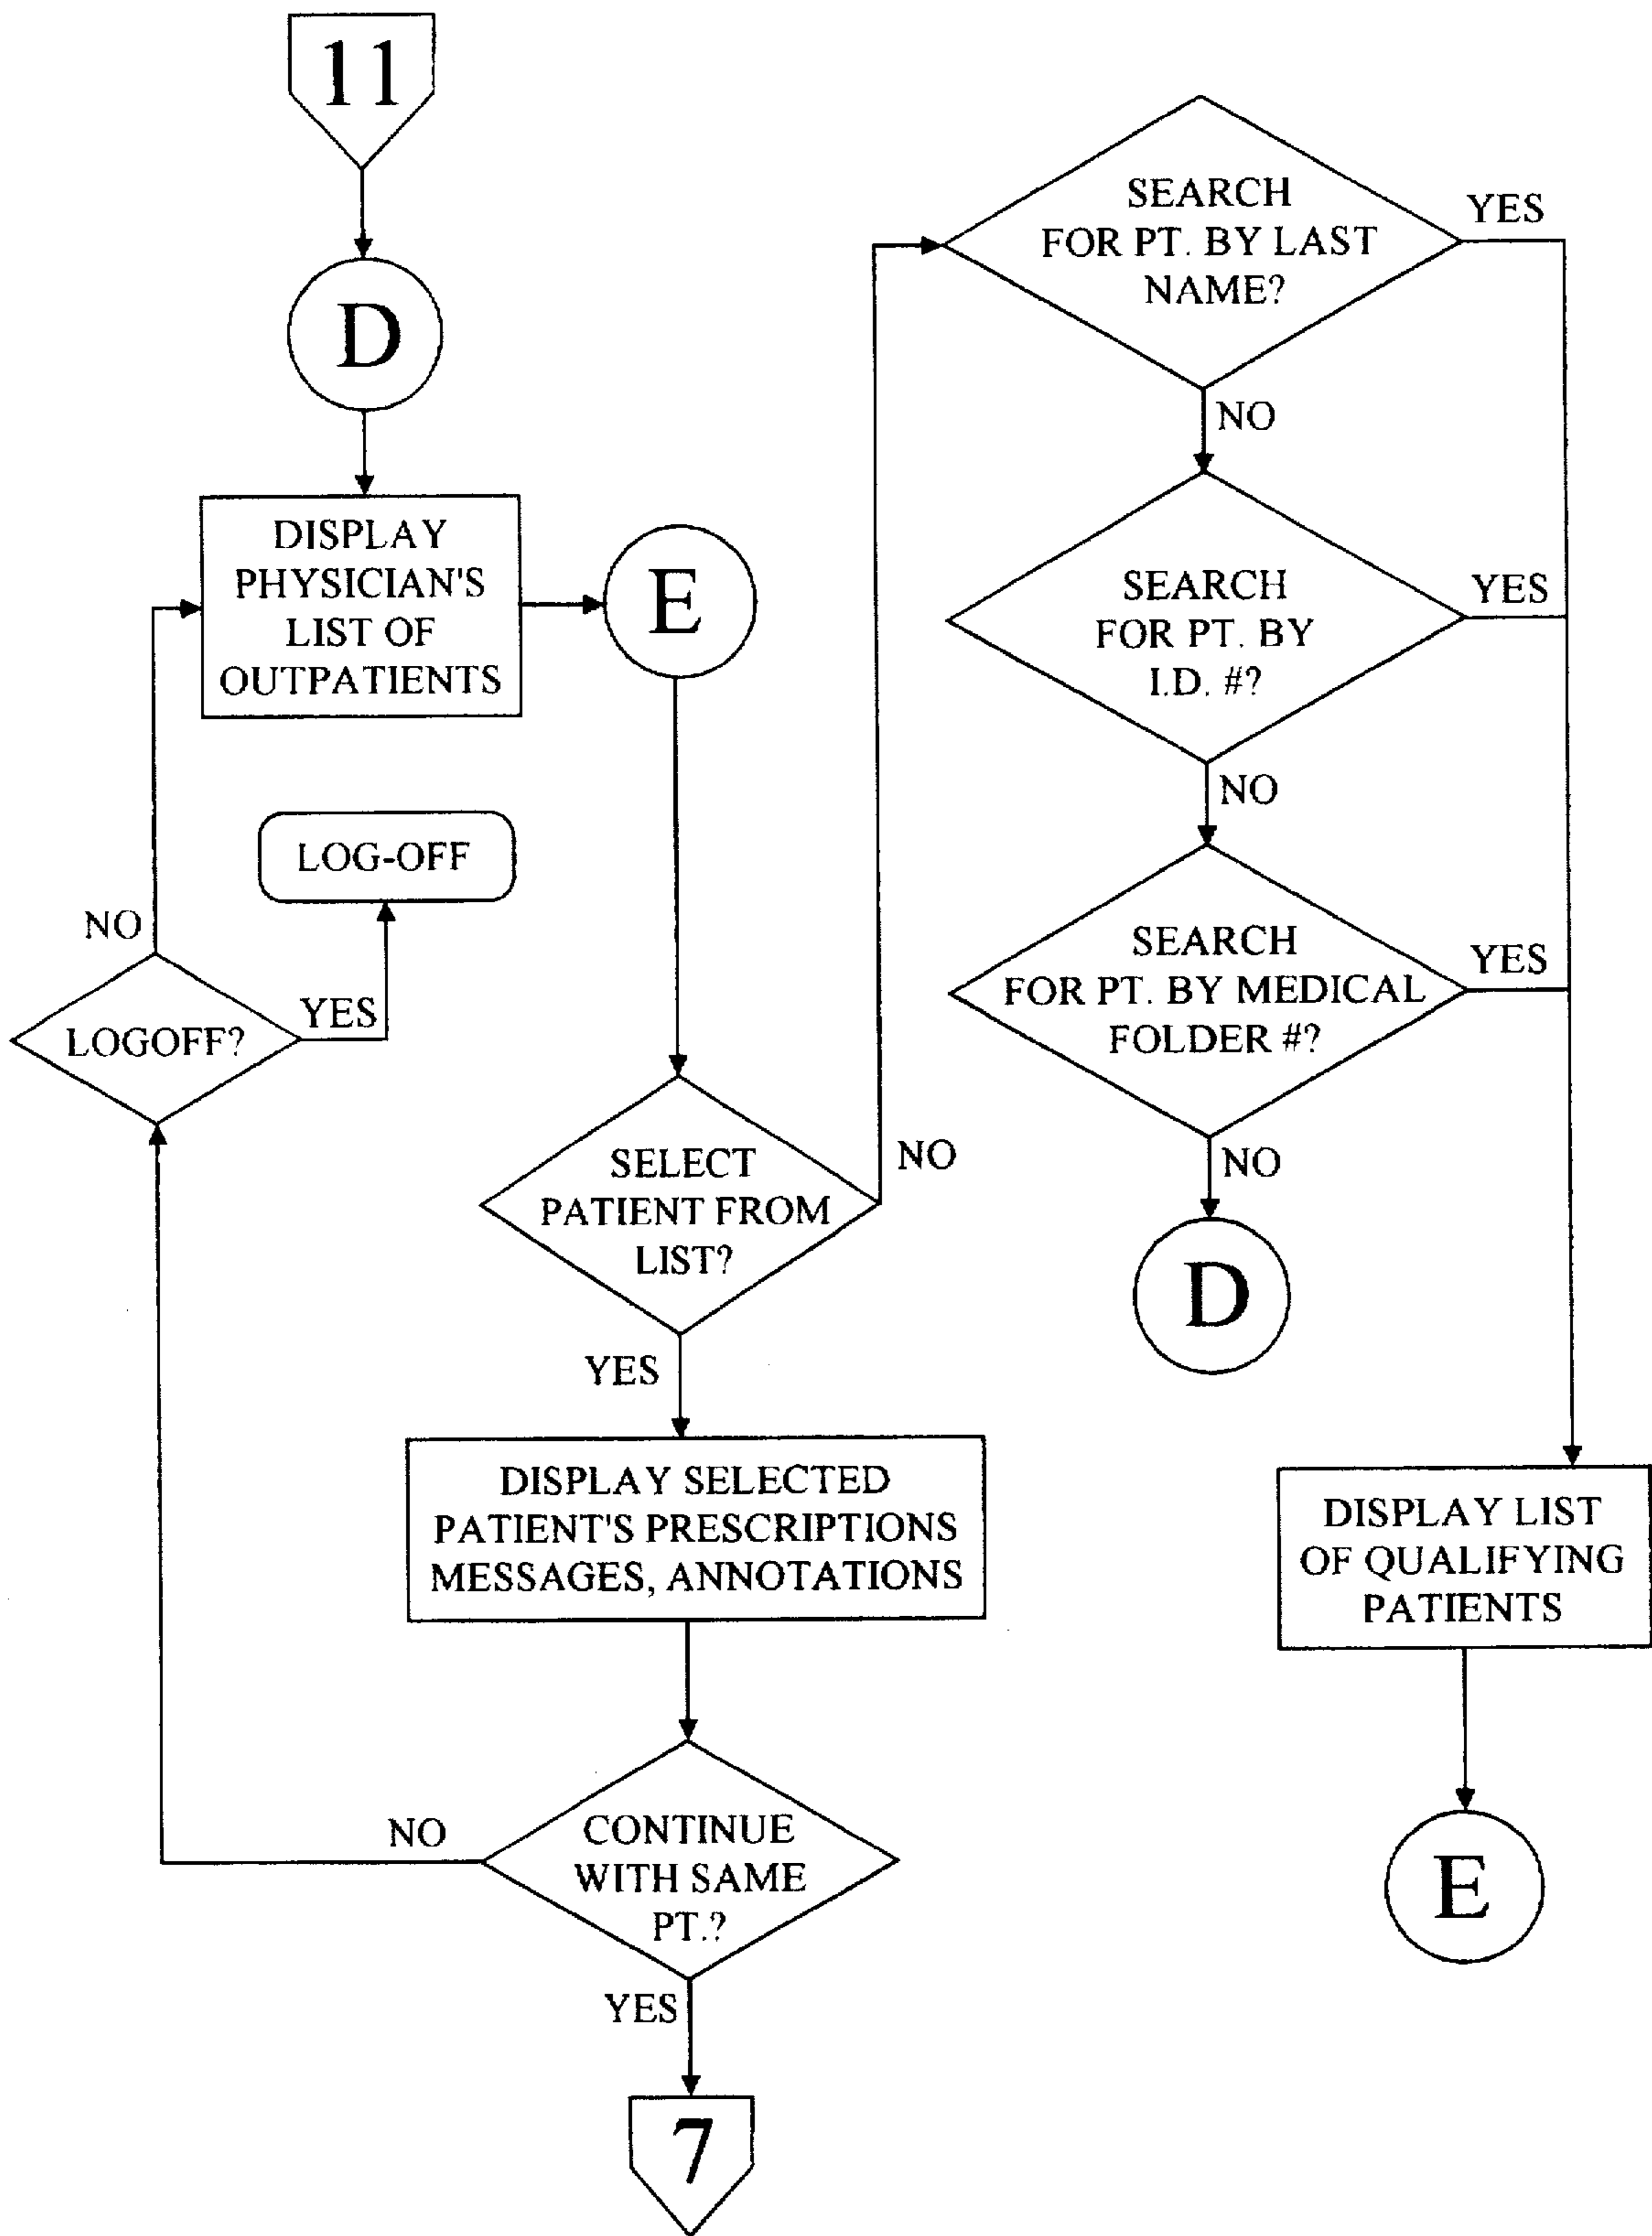 11
D
DISPLAY
PHYSICIAN'S
LIST OF
OUTPATIENTS
E
LOG-OFF
NO
YES
LOGOFF?
SELECT
PATIENT FROM
LIST?
NO
YES
DISPLAY SELECTED
PATIENT'S PRESCRIPTIONS
MESSAGES, ANNOTATIONS
NO
CONTINUE
WITH SAME
PT.?
YES
7
SEARCH
FOR PT. BY LAST
NAME?
YES
NO
SEARCH
FOR PT. BY
I.D. #?
YES
NO
SEARCH
FOR PT. BY MEDICAL
FOLDER #?
YES
NO
D
DISPLAY LIST
OF QUALIFYING
PATIENTS
E